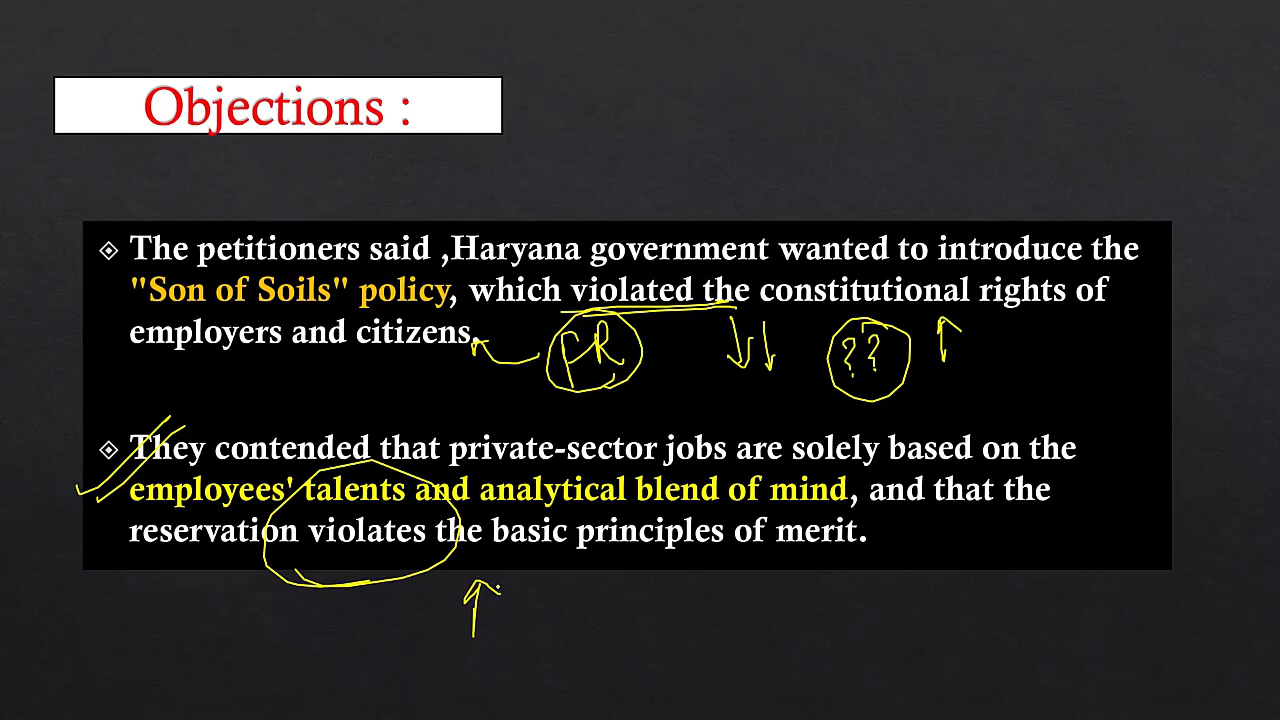 Objections :
The petitioners said ,Haryana government wanted to introduce the
"Son of Soils" policy, which violated the constitutional rights of
employers and citizens.
FR
??
They contended that private-sector jobs are solely based on the
employees' talents and analytical blend of mind, and that the
reservation violates the basic principles of merit.